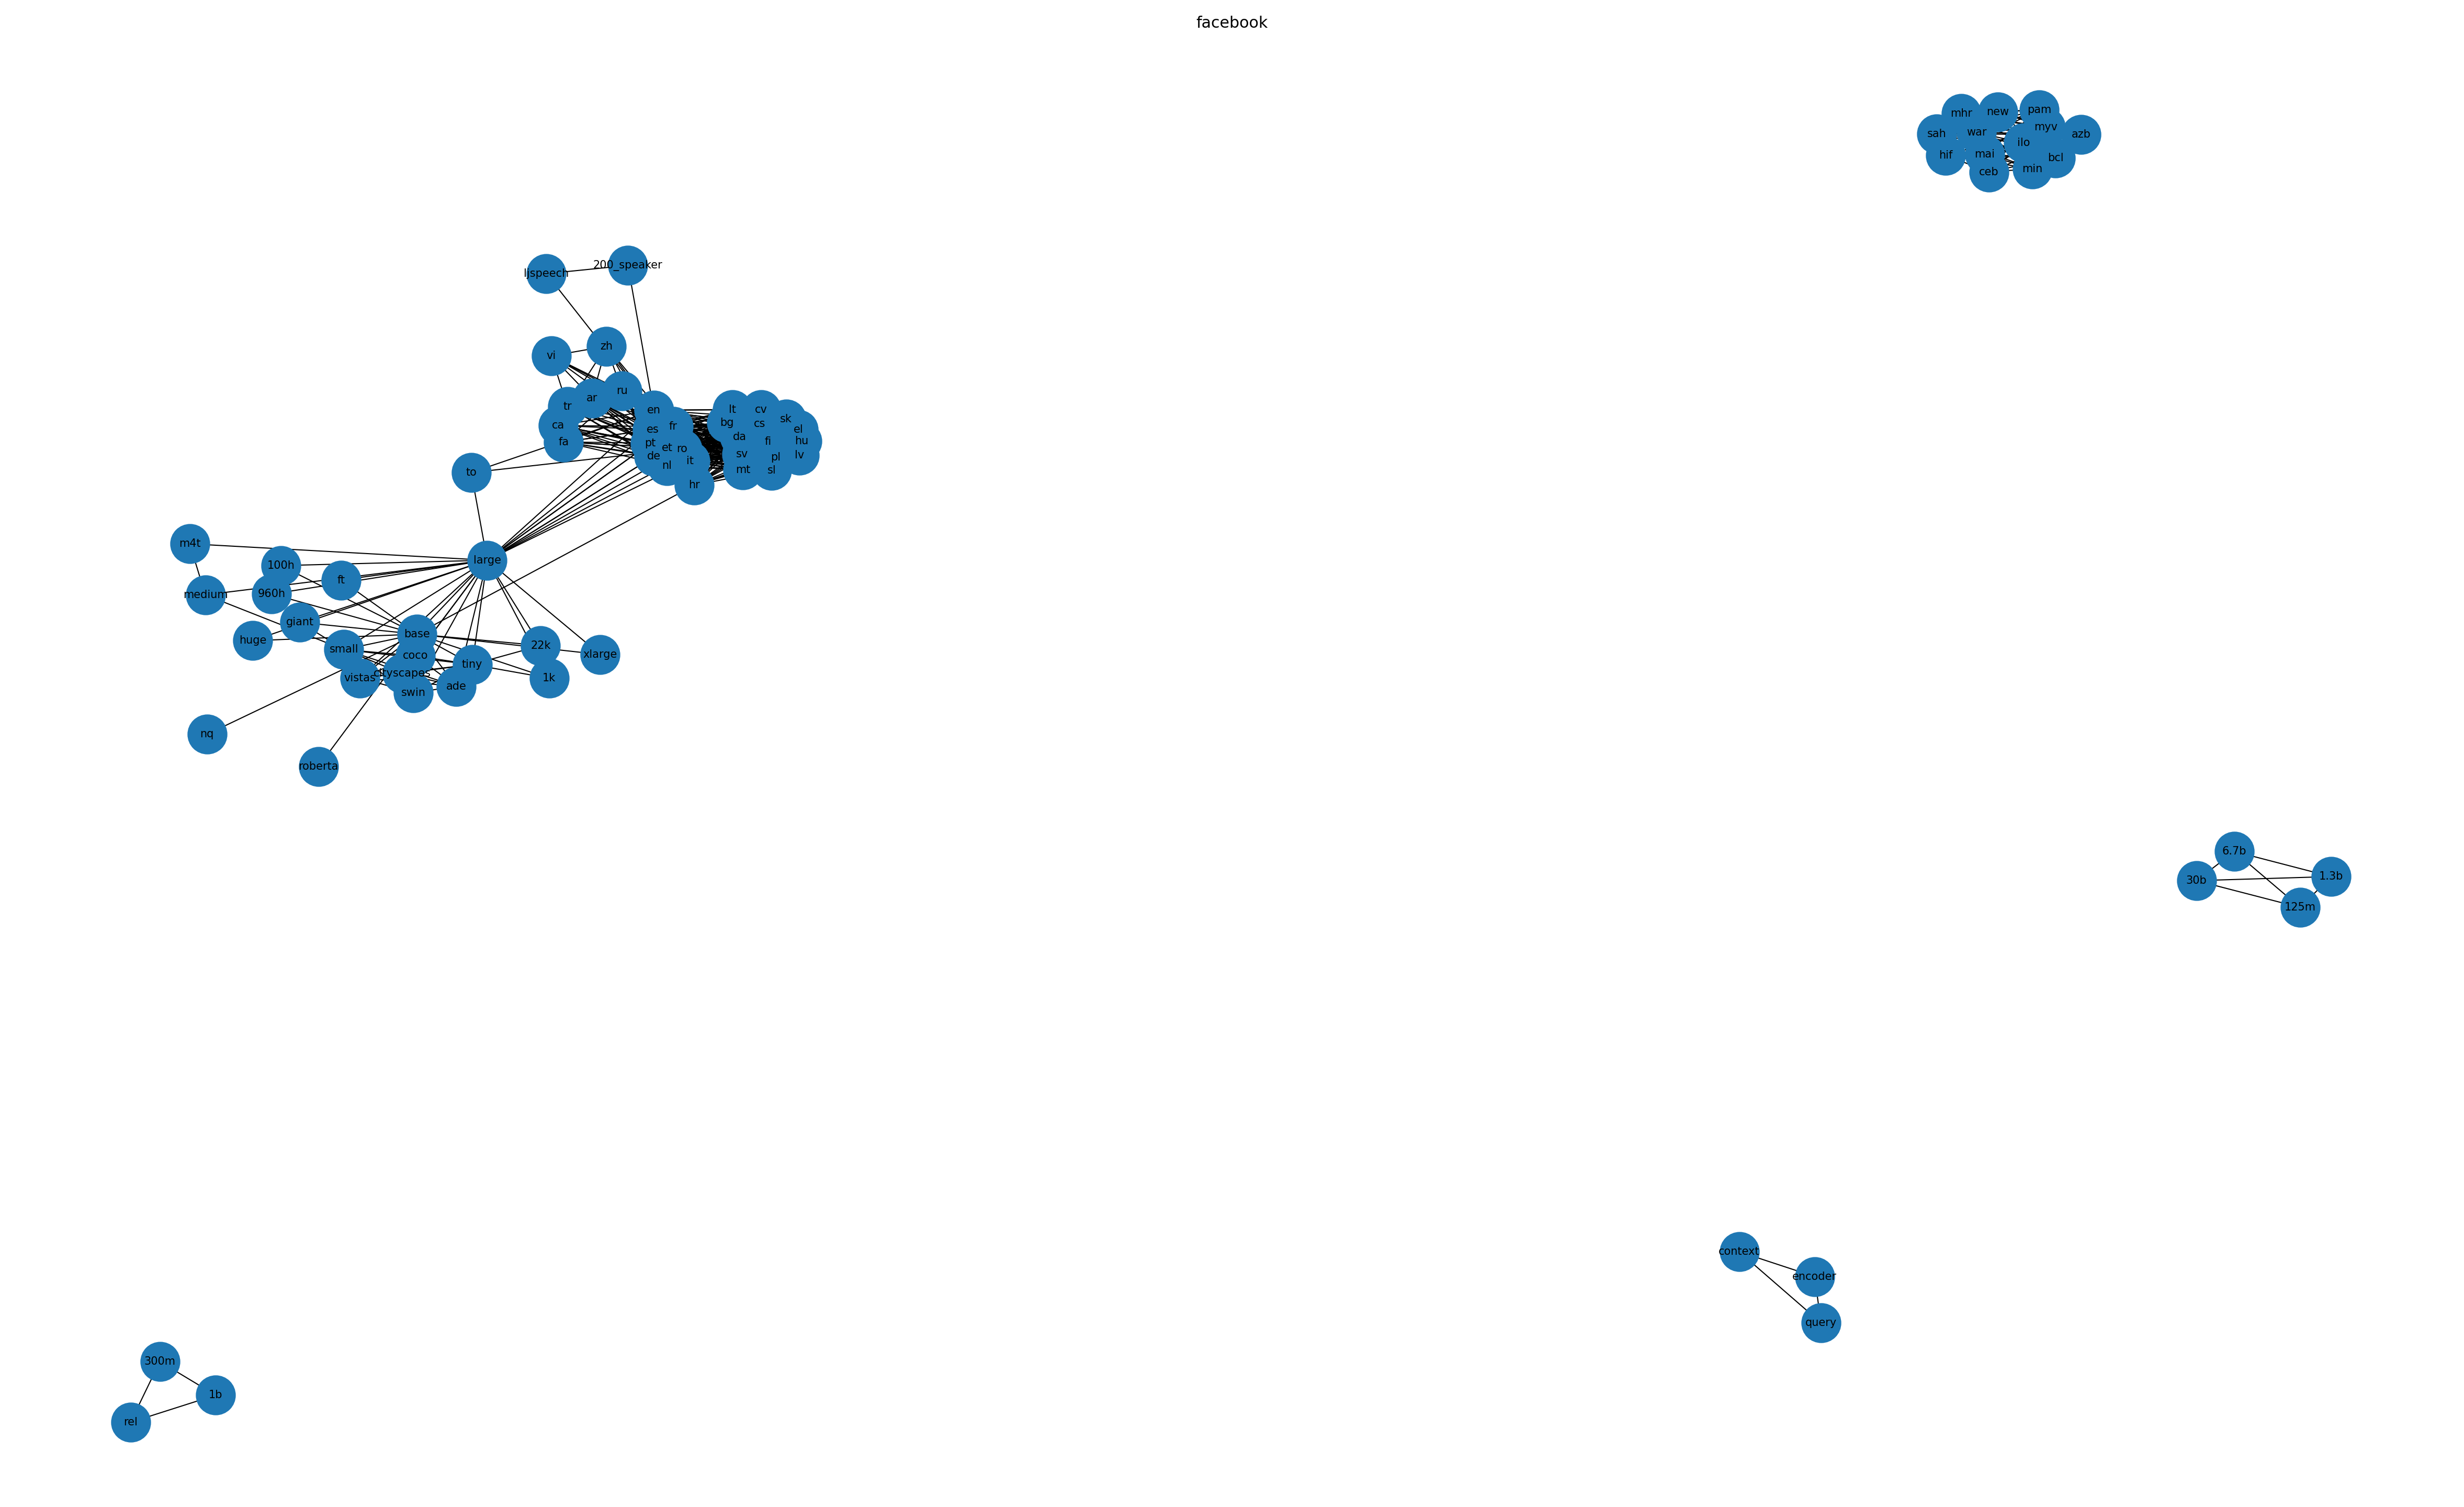 facebook
mhr
new
pam
sah
war
myv
azb
ilo
hif
mai
bcl
ceb
min
ljspeech
200_speaker
vi
zh
tr
ar
ru
en
lt
cv
sk
ca
es
fr
bg
cs
el
fa
pt
et
ro
da
fi
hu
de
nl
it
sv
pl
lv
to
hr
mt
sl
m4t
large
100h
medium
960h
ft
giant
huge
base
small
coco
tiny
22k
xlarge
vistas
cityscapes
swin
ade
1k
nq
roberta
6.7b
30b
1.3b
125m
context
encoder
query
300m
1b
rel